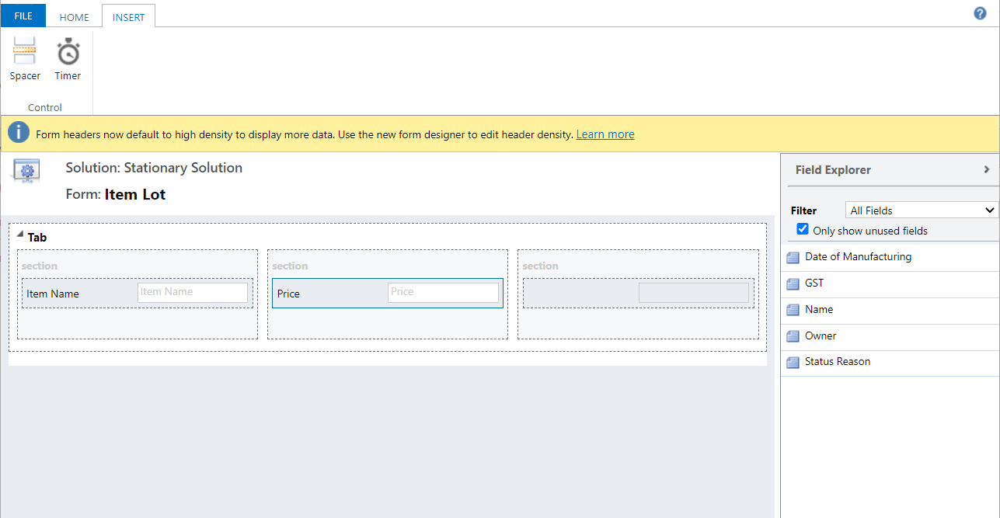 FILE HOME INSERT
Spacer Timer
Control
Form headers now default to high density to display more data. Use the new form designer to edit header density. Learn more
Solution: Stationary Solution
Form: Item Lot
Tab
section section section
Item Name Item Name Price Price
Field Explorer
Filter All Fields
Only show unused fields
Date of Manufacturing
GST
Name
Owner
Status Reason